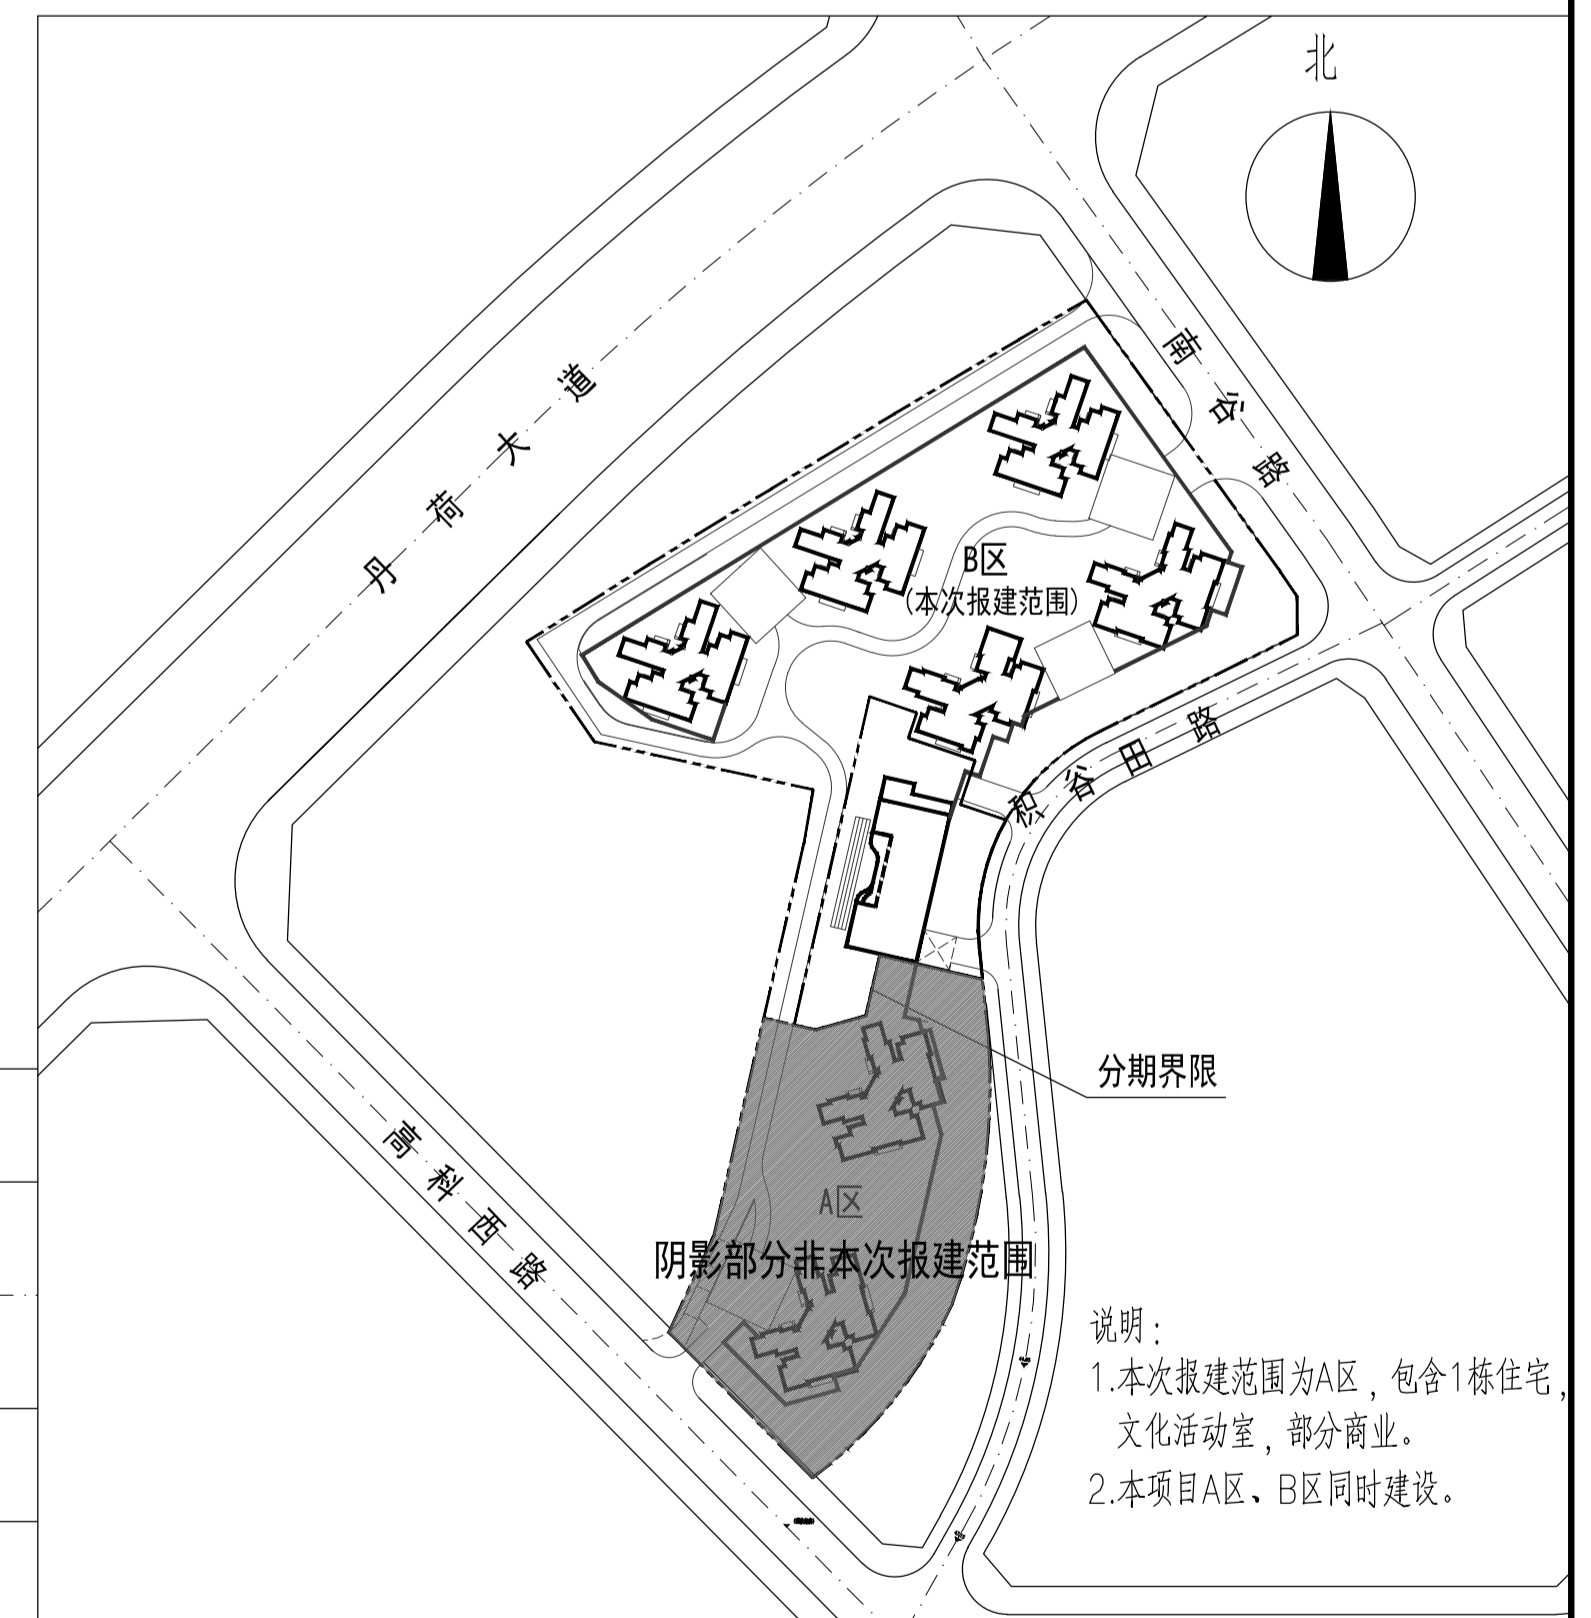 北
丹荷大道
南谷路
B区
(本次报建范围)
积谷田路
分期界限
高科西路
A区
阴影部分非本次报建范围
说明：
1.本次报建范围为A区，包含1栋住宅，
文化活动室，部分商业。
2.本项目A区、B区同时建设。